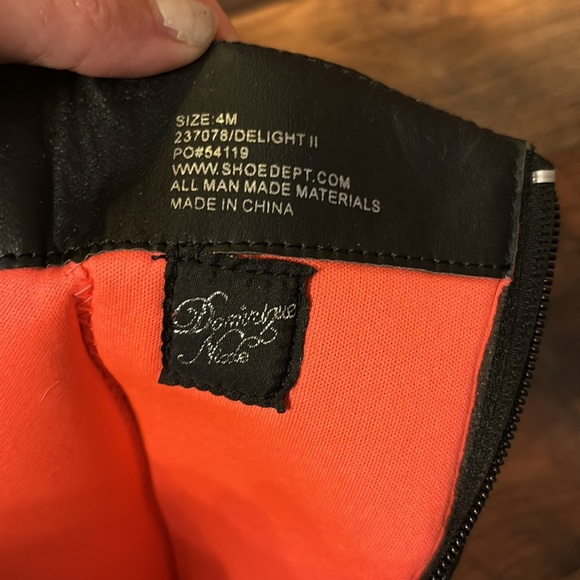 SIZE:4M
237078/DELIGHT II
PO#54119
WWW.SHOEDEPT.COM
ALL MAN MADE MATERIALS
MADE IN CHINA
Dominique
Nicole